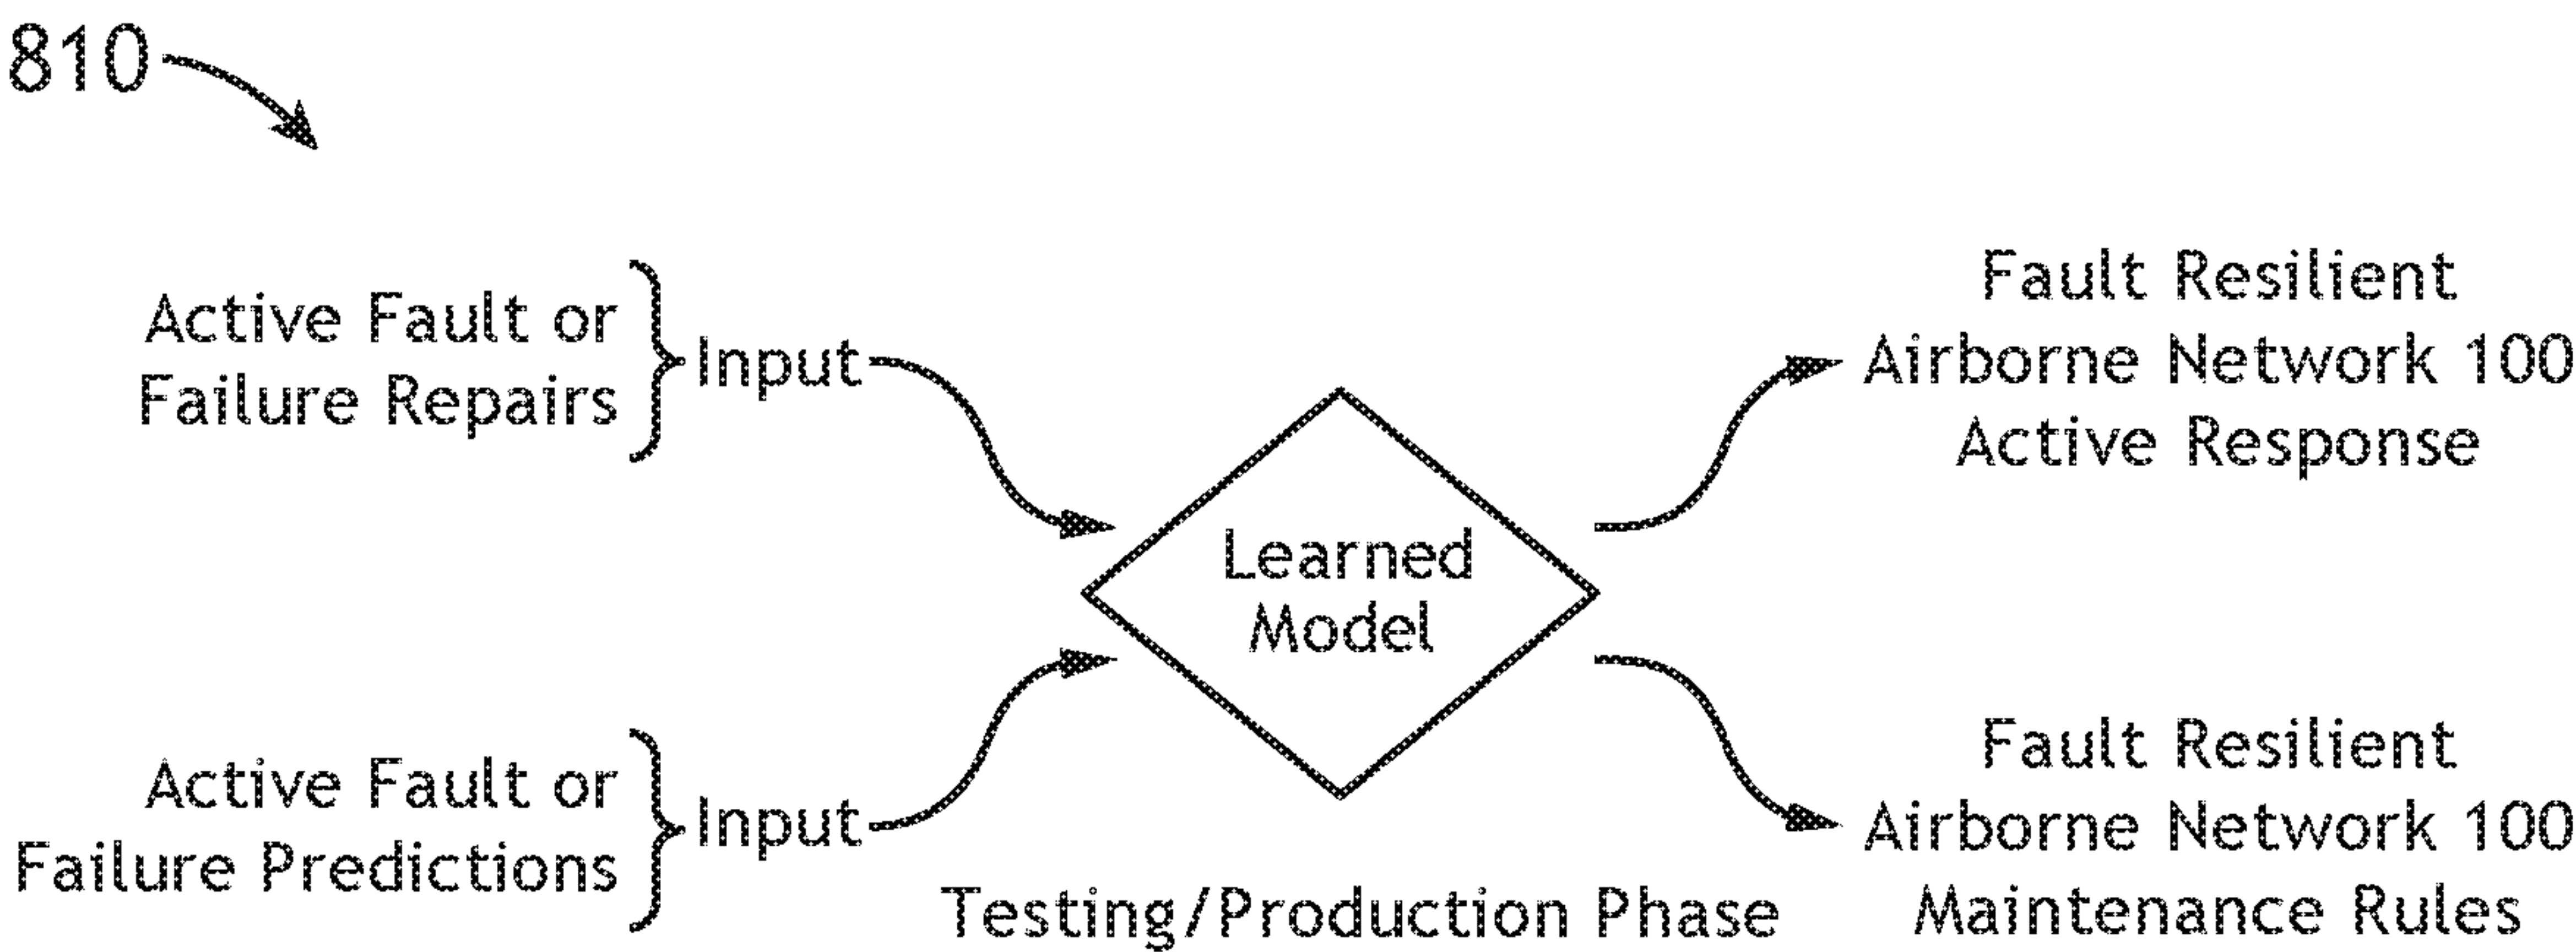 810
Active Fault or
Failure Repairs
Input
Fault Resilient
Airborne Network 100
Active Response
Learned
Model
Active Fault or
Failure Predictions
Input
Testing/Production Phase
Fault Resilient
Airborne Network 100
Maintenance Rules